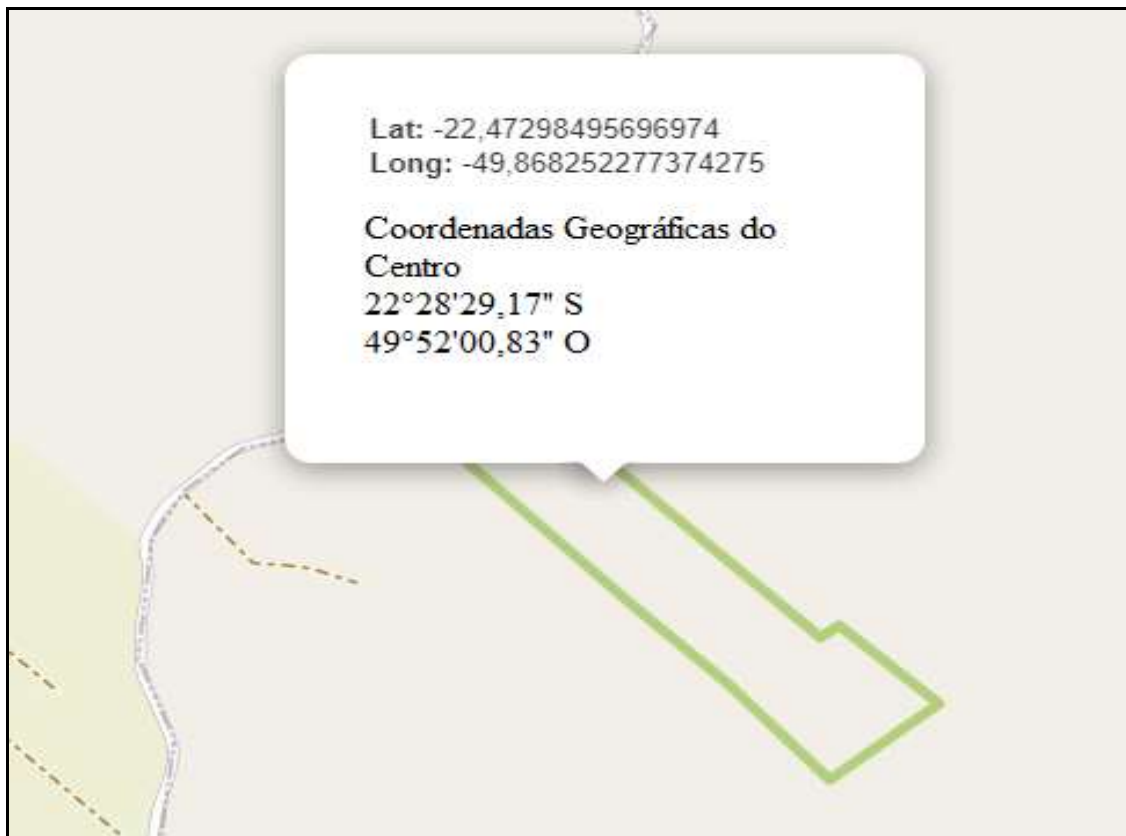 Lat: -22,47298495696974
Long: -49,868252277374275
Coordenadas Geográficas do
Centro
22°28'29,17" S
49°52'00,83" O